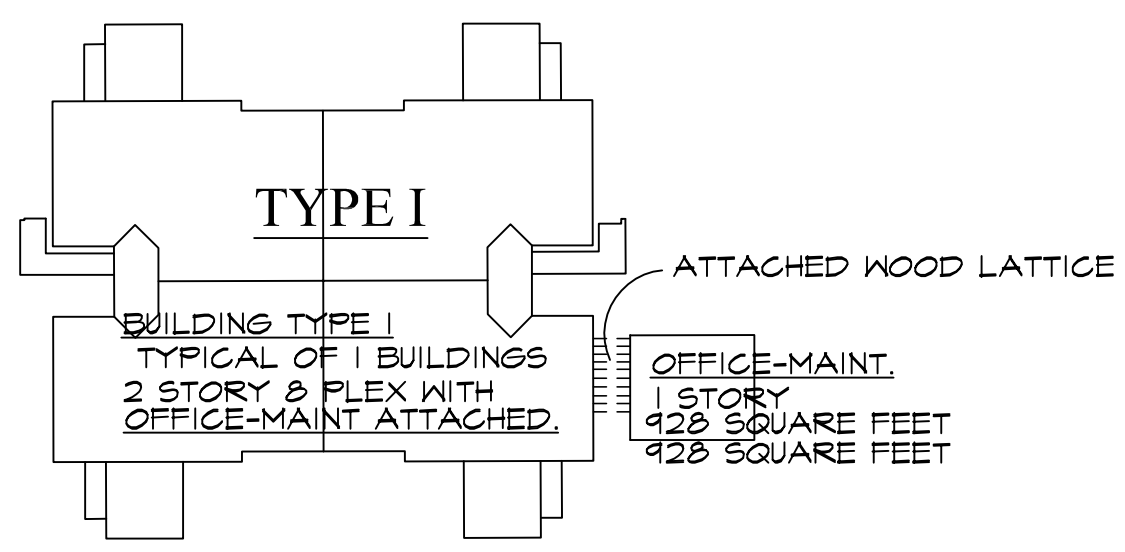 TYPE I
ATTACHED WOOD LATTICE
BUILDING TYPE I
TYPICAL OF 1 BUILDINGS
2 STORY 8 PLEX WITH
OFFICE-MAINT ATTACHED.
OFFICE-MAINT.
1 STORY
928 SQUARE FEET
928 SQUARE FEET